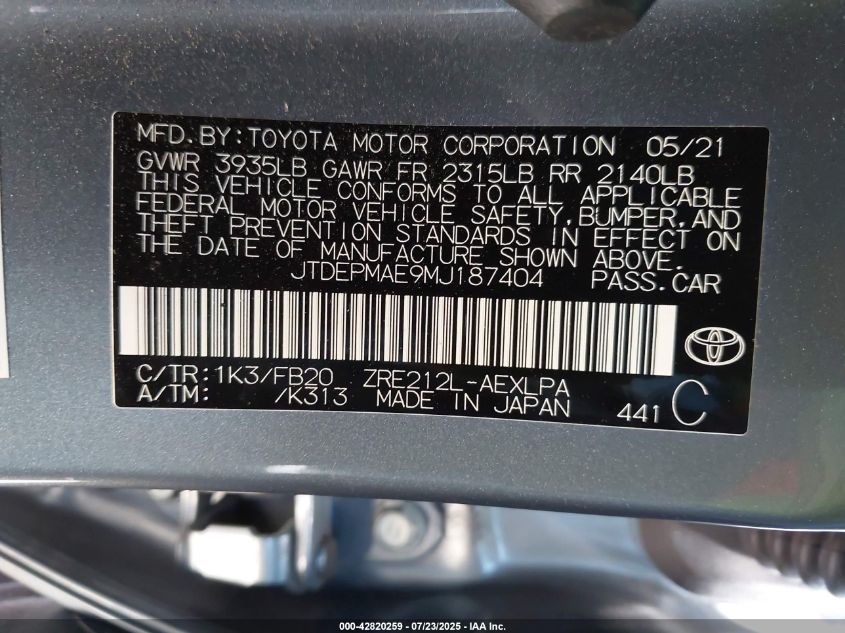 MFD. BY: TOYOTA MOTOR CORPORATION 05/21
GVWR 3935LB GAWR FR 2315LB RR 2140LB
THIS VEHICLE CONFORMS TO ALL APPLICABLE
FEDERAL MOTOR VEHICLE SAFETY, BUMPER, AND
THEFT PREVENTION STANDARDS IN EFFECT ON
THE DATE OF MANUFACTURE SHOWN ABOVE.
JTDEPMAE9MJ187404 PASS. CAR
C/TR: 1K3/FB20 ZRE212L-AEXLPA
A/TM: /K313 MADE IN JAPAN 441 C
000-42820259 - 07/23/2025 - IAA Inc.